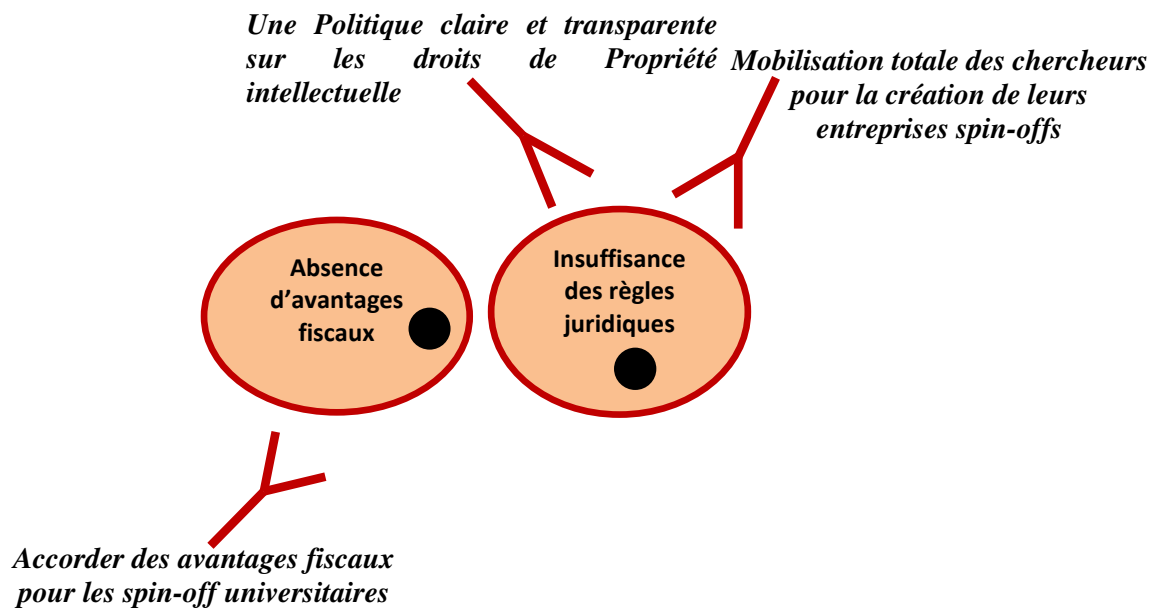 Une Politique claire et transparente
sur les droits de Propriété
intellectuelle
Mobilisation totale des chercheurs
pour la création de leurs
entreprises spin-offs
Absence
d'avantages
fiscaux
Insuffisance
des règles
juridiques
Accorder des avantages fiscaux
pour les spin-off universitaires